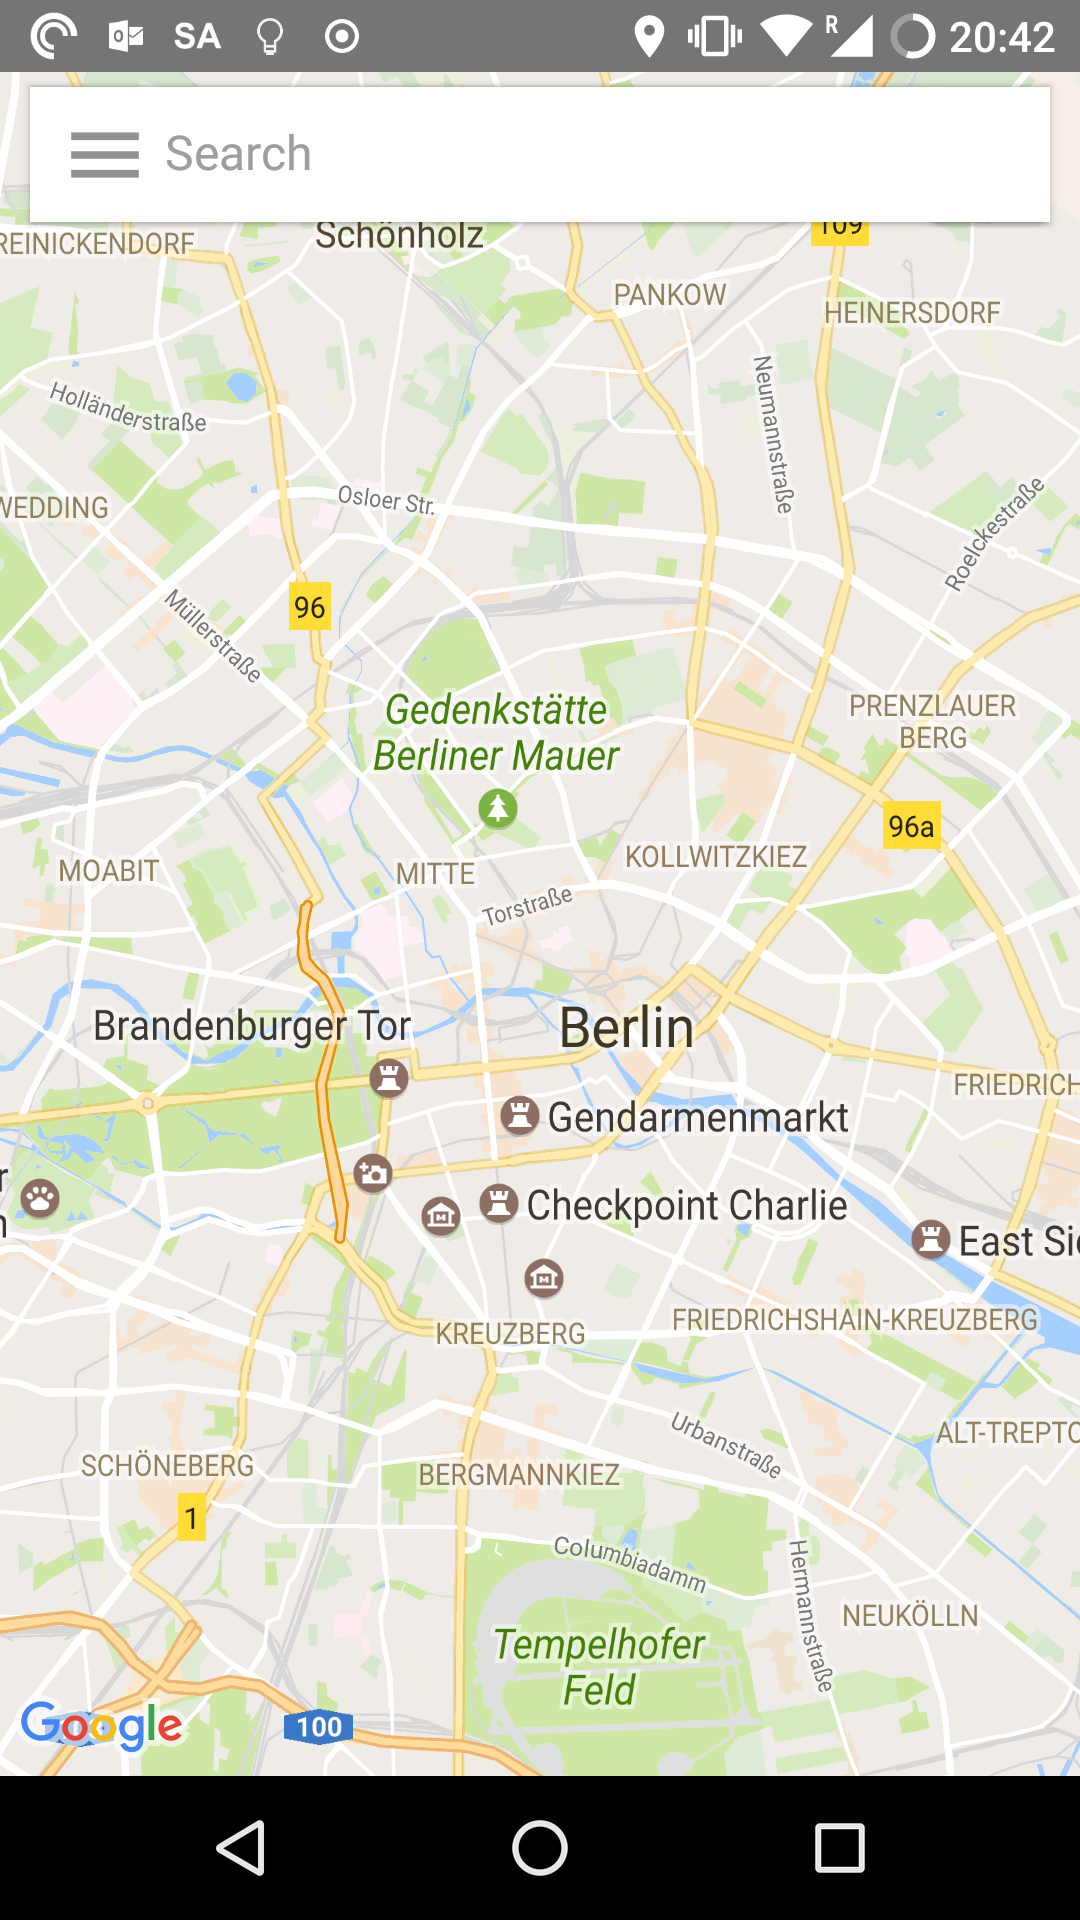 SA
R
20:42
Search
Schönholz
109
REINICKENDORF
PANKOW
HEINERSDORF
Neumannstraße
Holländerstraße
Osloer Str.
Roelckestraße
WEDDING
Müllerstraße
96
Gedenkstätte
Berliner Mauer
PRENZLAUER
BERG
96a
KOLLWITZKIEZ
MOABIT
MITTE
Torstraße
Brandenburger Tor
Berlin
FRIEDRICH
Gendarmenmarkt
r
n
Checkpoint Charlie
East Sid
FRIEDRICHSHAIN-KREUZBERG
KREUZBERG
Urbanstraße
ALT-TREPTO
SCHÖNEBERG
BERGMANNKIEZ
1
Columbiadamm
Hermannstraße
NEUKÖLLN
Tempelhofer
Feld
Google
100